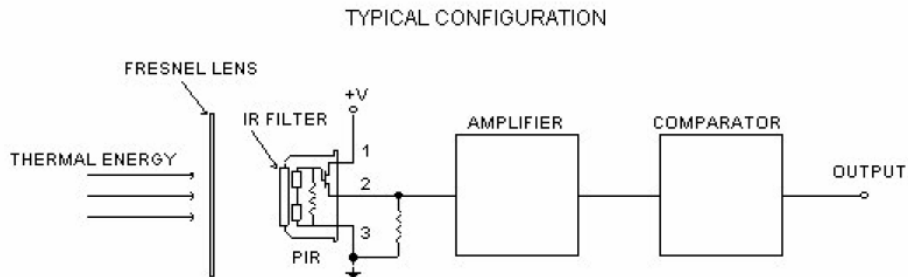 TYPICAL CONFIGURATION
FRESNEL LENS
+V
IR FILTER
AMPLIFIER
COMPARATOR
1
THERMAL ENERGY
OUTPUT
2
3
PIR